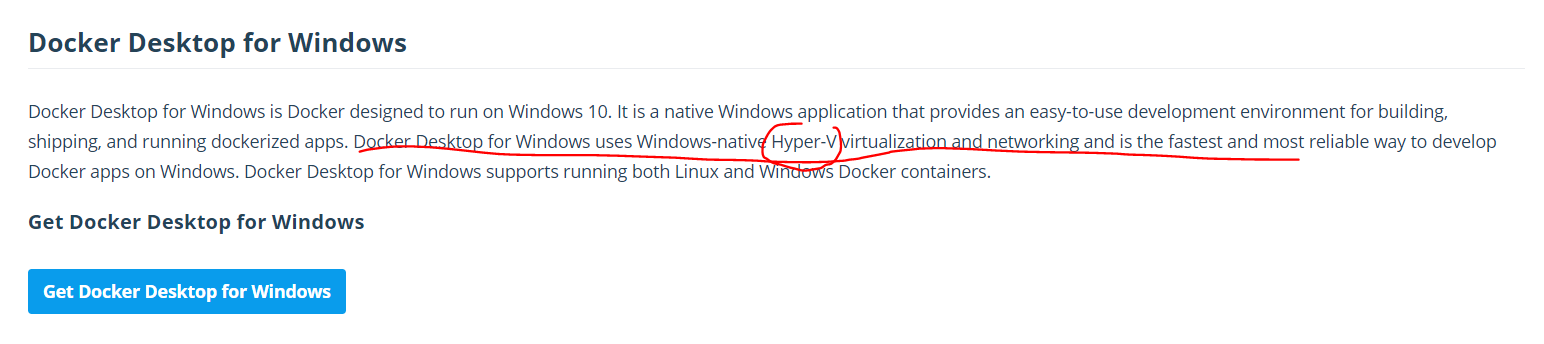 Docker Desktop for Windows
Docker Desktop for Windows is Docker designed to run on Windows 10. It is a native Windows application that provides an easy-to-use development environment for building,
shipping, and running dockerized apps. Docker Desktop for Windows uses Windows-native Hyper-V virtualization and networking and is the fastest and most reliable way to develop
Docker apps on Windows. Docker Desktop for Windows supports running both Linux and Windows Docker containers.
Get Docker Desktop for Windows
Get Docker Desktop for Windows